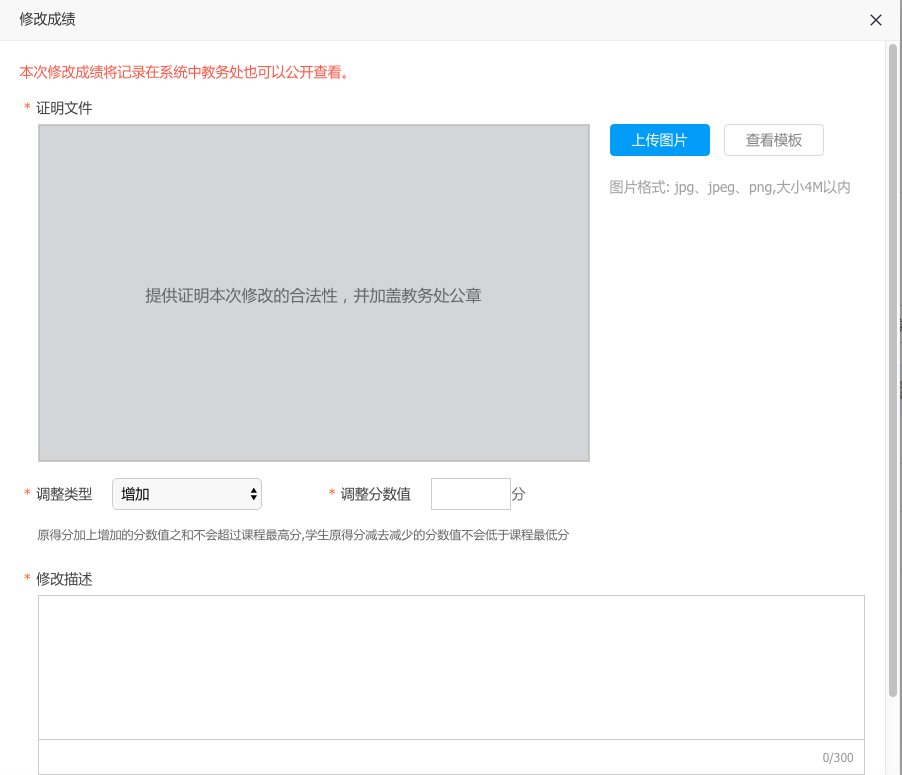 修改成绩
本次修改成绩将记录在系统中教务处也可以公开查看。
* 证明文件
上传图片 查看模板
图片格式: jpg、jpeg、png,大小4M以内
提供证明本次修改的合法性，并加盖教务处公章
* 调整类型 增加 * 调整分数值 分
原得分加上增加的分数值之和不会超过课程最高分,学生原得分减去减少的分数值不会低于课程最低分
* 修改描述
0/300